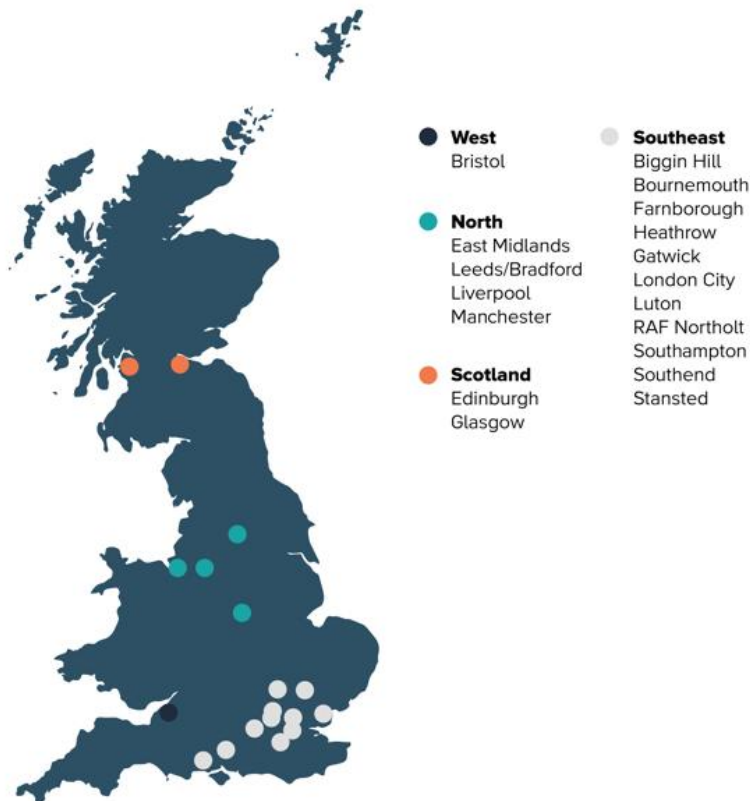 West
Bristol
North
East Midlands
Leeds/Bradford
Liverpool
Manchester
Scotland
Edinburgh
Glasgow
Southeast
Biggin Hill
Bournemouth
Farnborough
Heathrow
Gatwick
London City
Luton
RAF Northolt
Southampton
Southend
Stansted